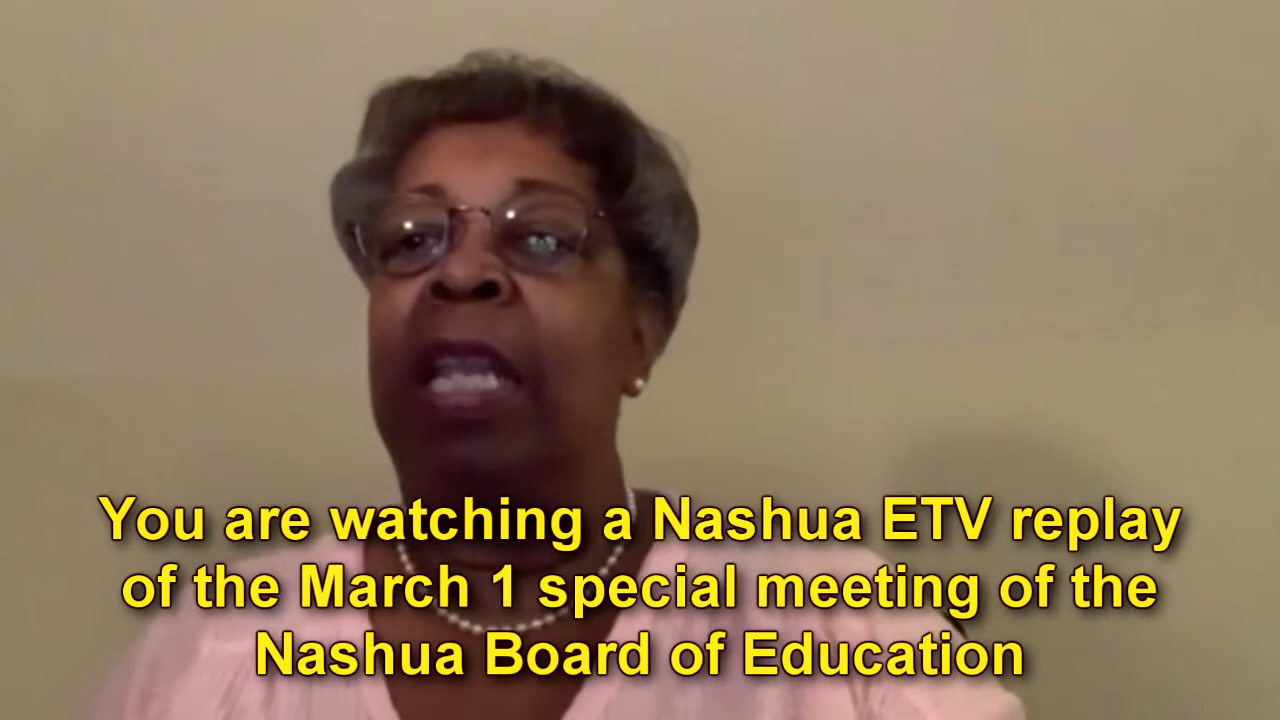 You are watching a Nashua ETV replay
of the March 1 special meeting of the
Nashua Board of Education